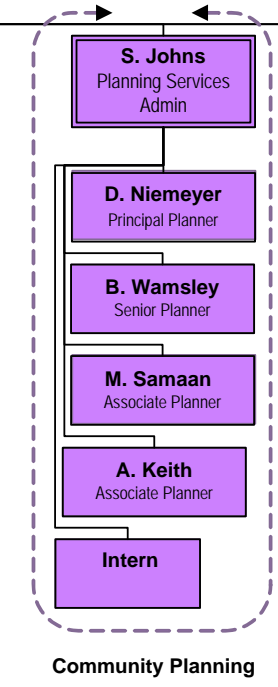 S. Johns
Planning Services
Admin
D. Niemeyer
Principal Planner
B. Wamsley
Senior Planner
M. Samaan
Associate Planner
A. Keith
Associate Planner
Intern
Community Planning